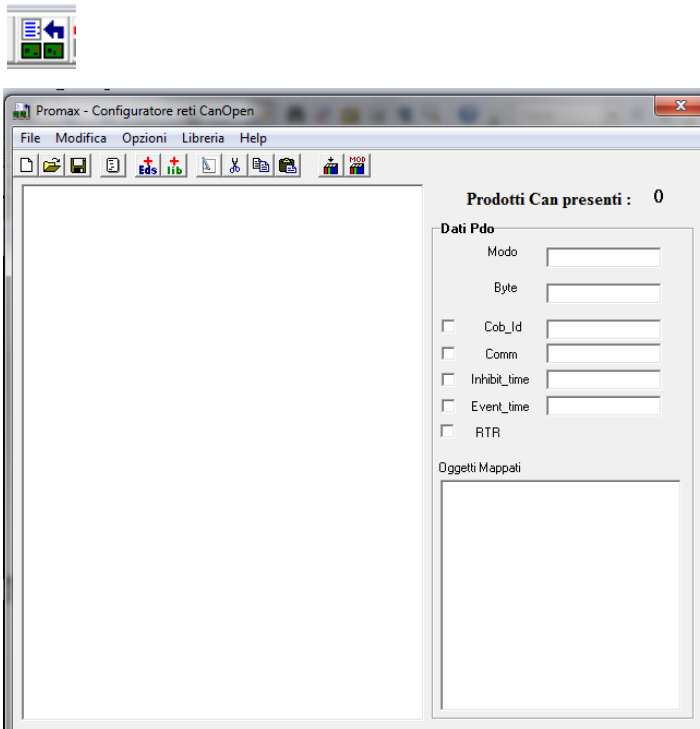 Promax - Configuratore reti CanOpen
File Modifica Opzioni Libreria Help
Eds lib MOD
Prodotti Can presenti : 0
Dati Pdo
Modo
Byte
Cob_Id
Comm
Inhibit_time
Event_time
RTR
Oggetti Mappati